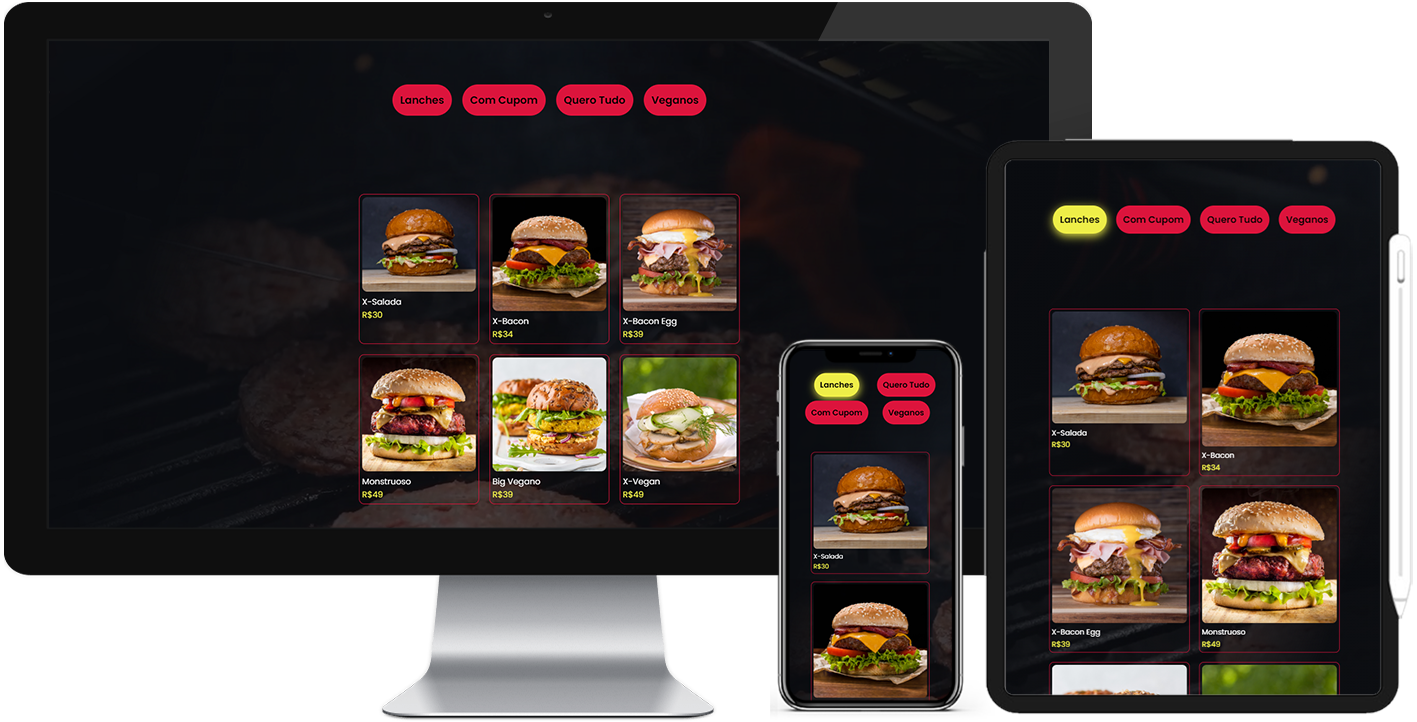 Lanches Com Cupom Quero Tudo Veganos
X-Salada
R$30
X-Bacon
R$34
X-Bacon Egg
R$39
Monstruoso
R$49
Big Vegano
R$39
X-Vegan
R$49
Lanches Quero Tudo
Com Cupom Veganos
X-Salada
R$30
Lanches Com Cupom Quero Tudo Veganos
X-Salada
R$30
X-Bacon
R$34
X-Bacon Egg
R$39
Monstruoso
R$49